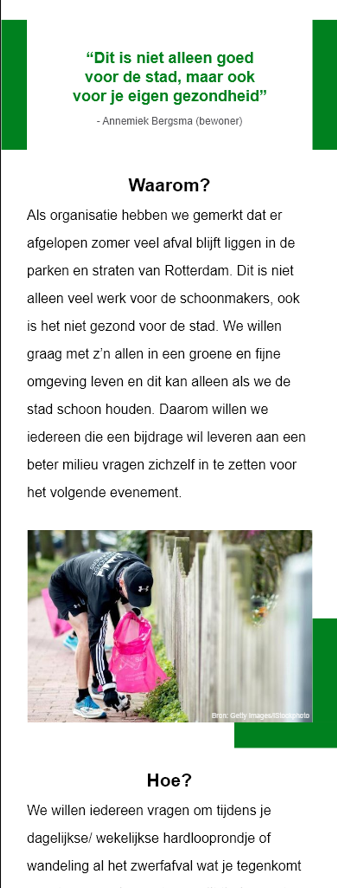 “Dit is niet alleen goed
voor de stad, maar ook
voor je eigen gezondheid”
- Annemiek Bergsma (bewoner)
Waarom?
Als organisatie hebben we gemerkt dat er
afgelopen zomer veel afval blijft liggen in de
parken en straten van Rotterdam. Dit is niet
alleen veel werk voor de schoonmakers, ook
is het niet gezond voor de stad. We willen
graag met z’n allen in een groene en fijne
omgeving leven en dit kan alleen als we de
stad schoon houden. Daarom willen we
iedereen die een bijdrage wil leveren aan een
beter milieu vragen zichzelf in te zetten voor
het volgende evenement.
Bron: Getty Images/iStockphoto
Hoe?
We willen iedereen vragen om tijdens je
dagelijkse/ wekelijkse hardlooprondje of
wandeling al het zwerfafval wat je tegenkomt